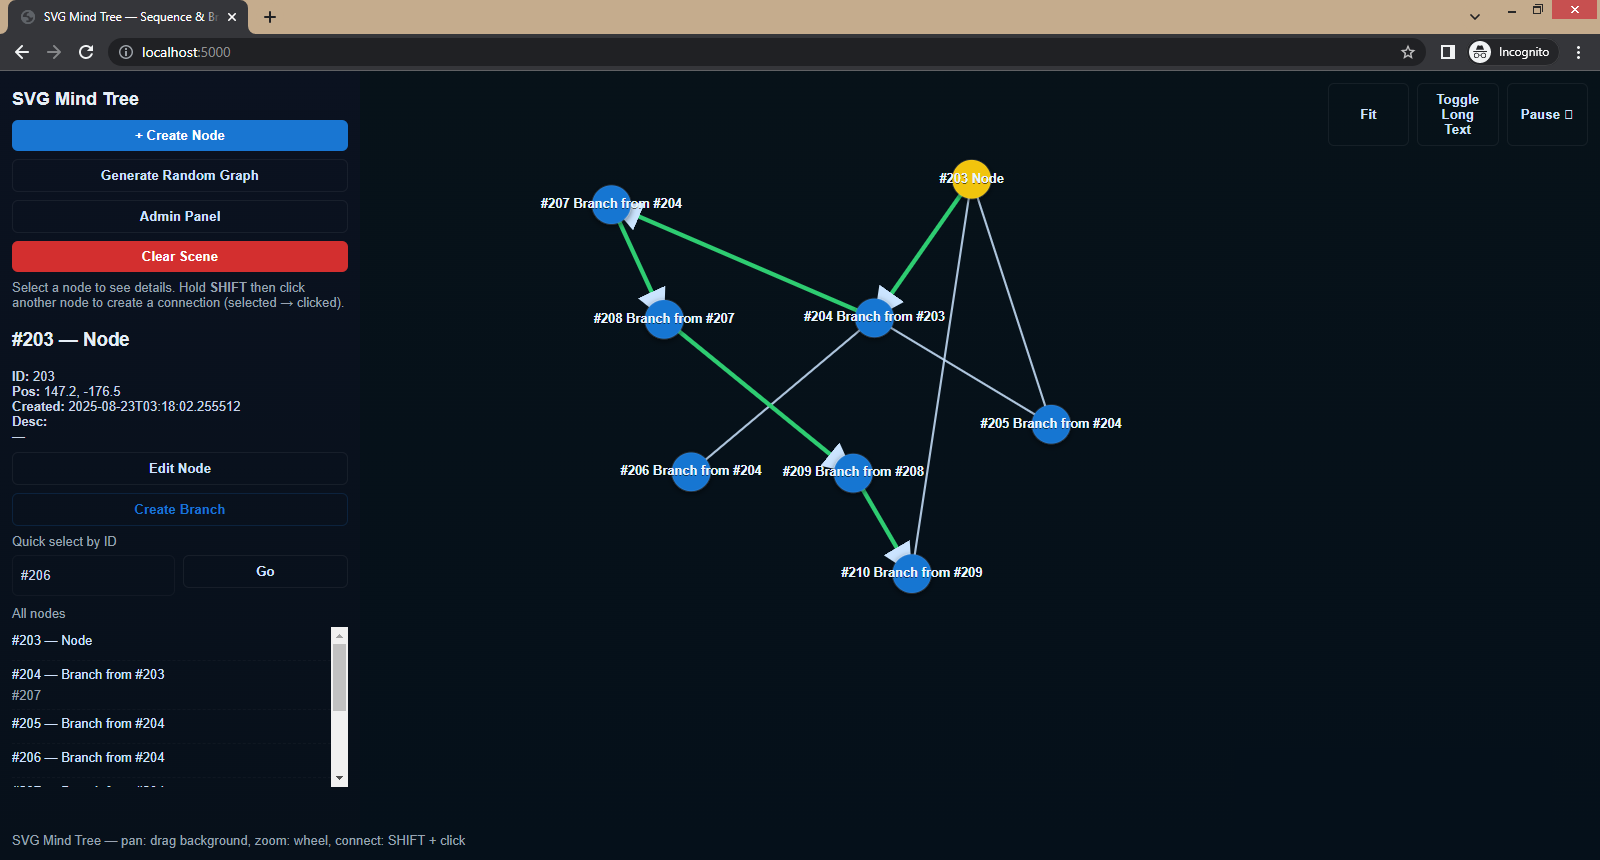 SVG Mind Tree — Sequence & Br
localhost:5000
Incognito
SVG Mind Tree
+ Create Node
Generate Random Graph
Admin Panel
Clear Scene
Select a node to see details. Hold SHIFT then click
another node to create a connection (selected → clicked).
#203 — Node
ID: 203
Pos: 147.2, -176.5
Created: 2025-08-23T03:18:02.255512
Desc:
—
Edit Node
Create Branch
Quick select by ID
#206
Go
All nodes
#203 — Node
#204 — Branch from #203
#207
#205 — Branch from #204
#206 — Branch from #204
Fit
Toggle
Long
Text
Pause
#203 Node
#207 Branch from #204
#208 Branch from #207
#204 Branch from #203
#205 Branch from #204
#206 Branch from #204
#209 Branch from #208
#210 Branch from #209
SVG Mind Tree — pan: drag background, zoom: wheel, connect: SHIFT + click